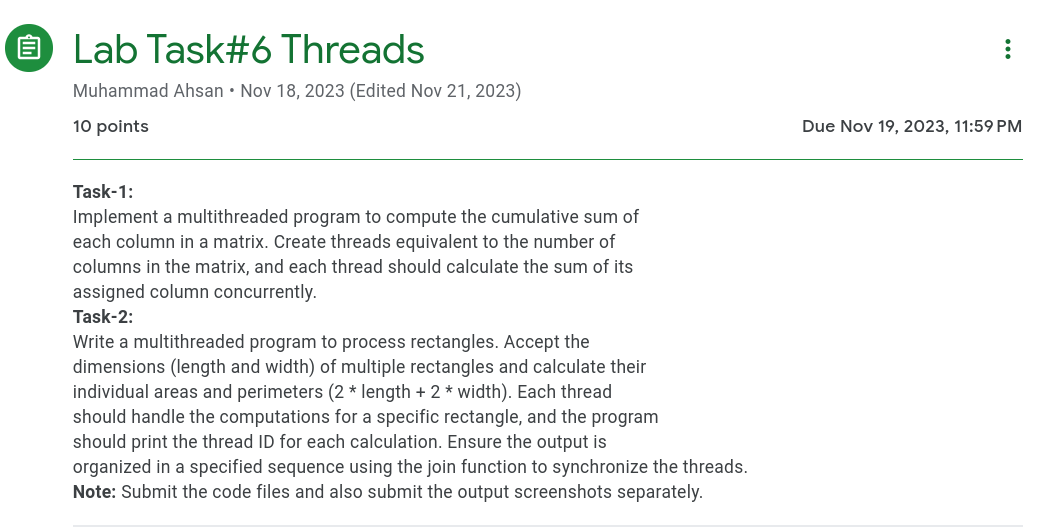 Lab Task#6 Threads
Muhammad Ahsan • Nov 18, 2023 (Edited Nov 21, 2023)
10 points
Due Nov 19, 2023, 11:59 PM
Task-1:
Implement a multithreaded program to compute the cumulative sum of
each column in a matrix. Create threads equivalent to the number of
columns in the matrix, and each thread should calculate the sum of its
assigned column concurrently.
Task-2:
Write a multithreaded program to process rectangles. Accept the
dimensions (length and width) of multiple rectangles and calculate their
individual areas and perimeters (2 * length + 2 * width). Each thread
should handle the computations for a specific rectangle, and the program
should print the thread ID for each calculation. Ensure the output is
organized in a specified sequence using the join function to synchronize the threads.
Note: Submit the code files and also submit the output screenshots separately.